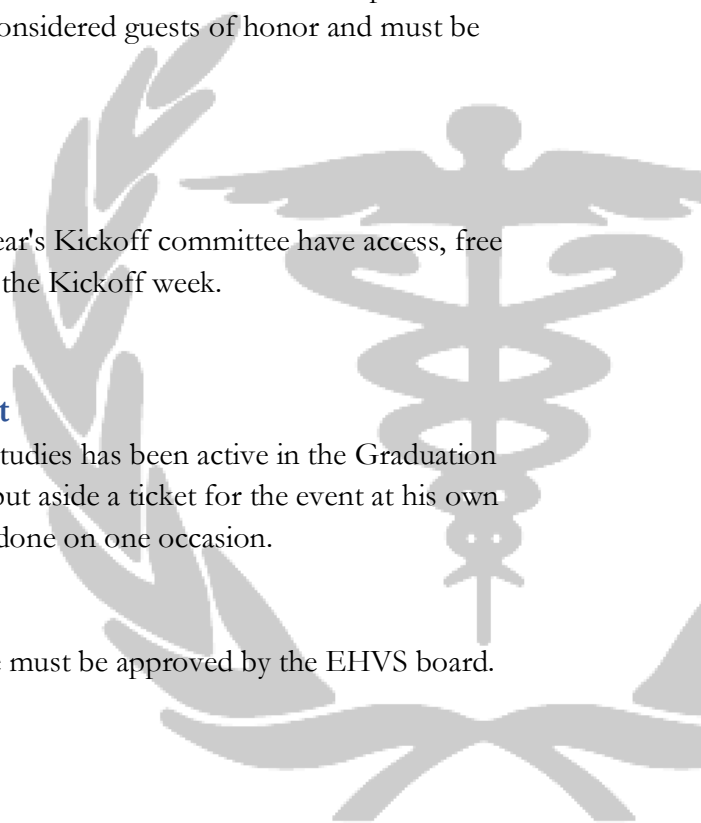 onsidered guests of honor and must be
ear's Kickoff committee have access, free
the Kickoff week.
t
tudies has been active in the Graduation
put aside a ticket for the event at his own
done on one occasion.
e must be approved by the EHVS board.